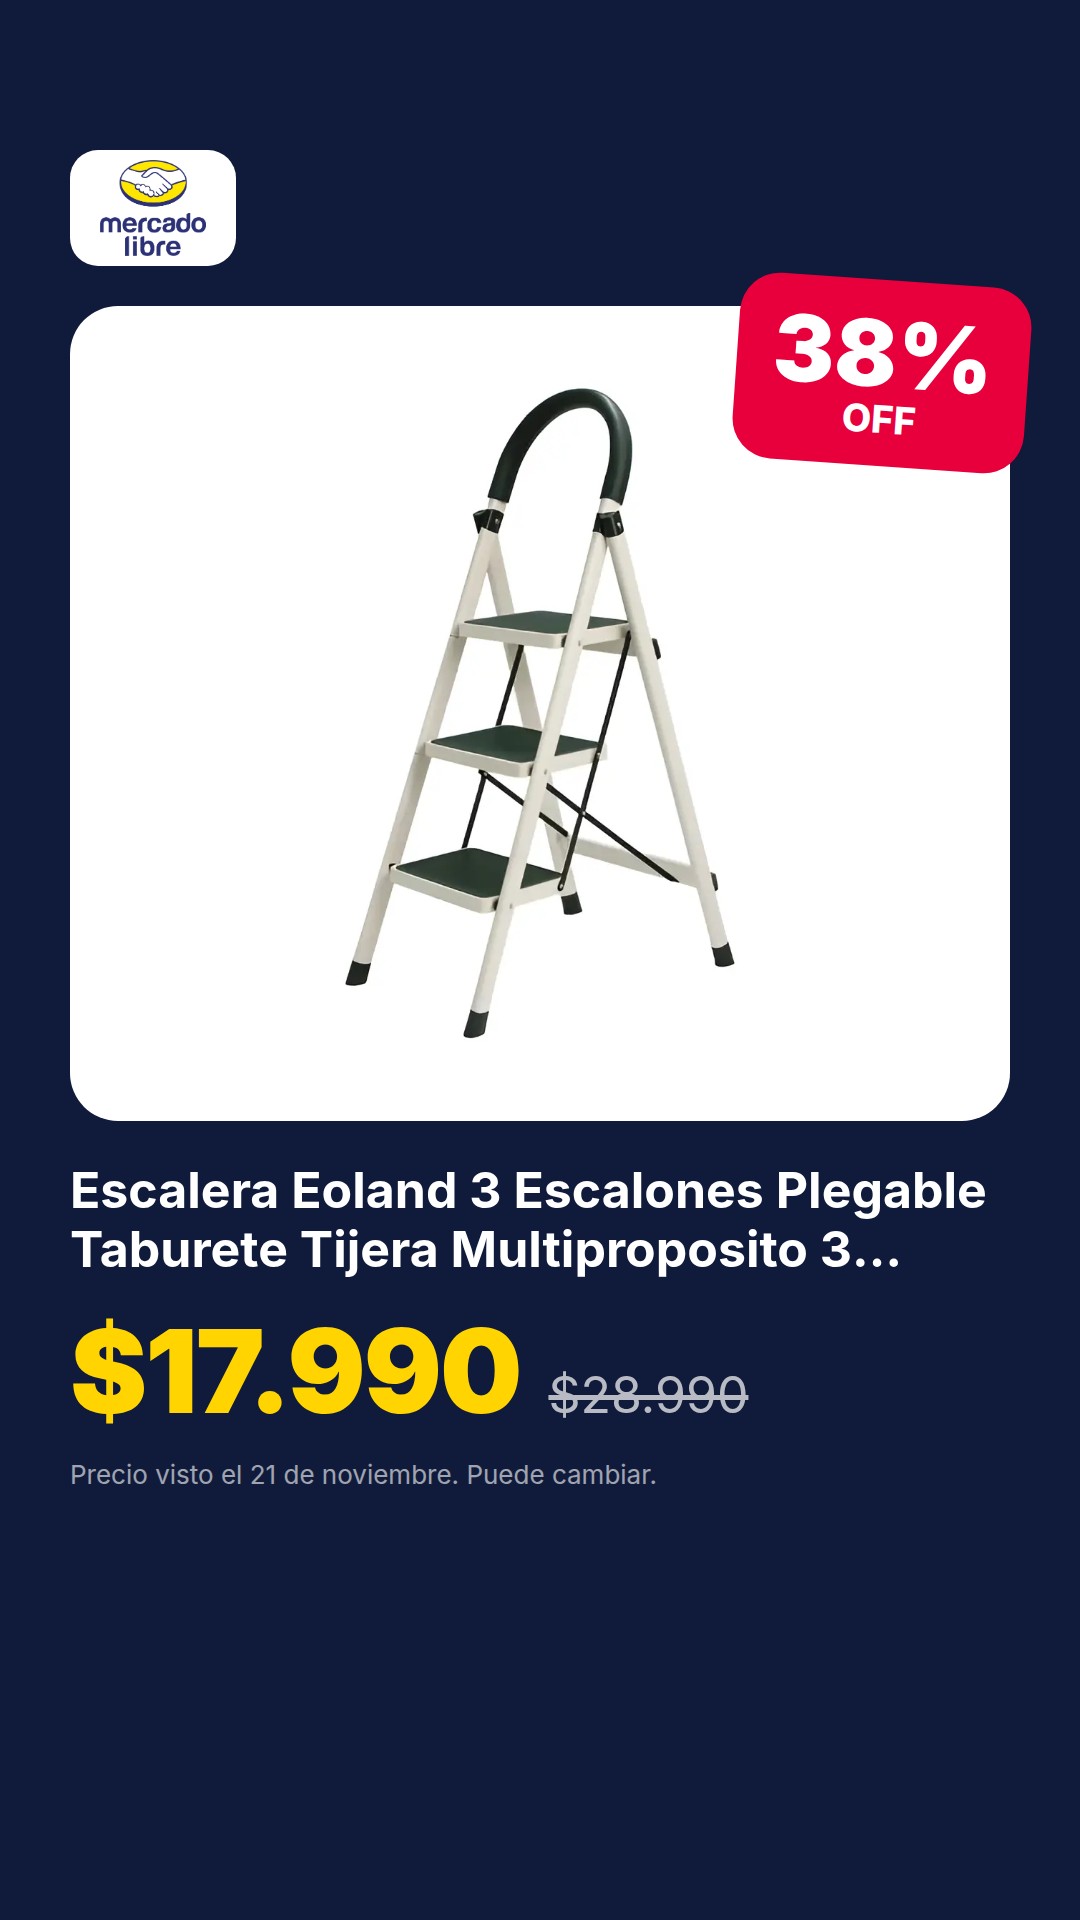 mercado
libre
38%
OFF
Escalera Eoland 3 Escalones Plegable
Taburete Tijera Multiproposito 3...
$17.990 $28.990
Precio visto el 21 de noviembre. Puede cambiar.